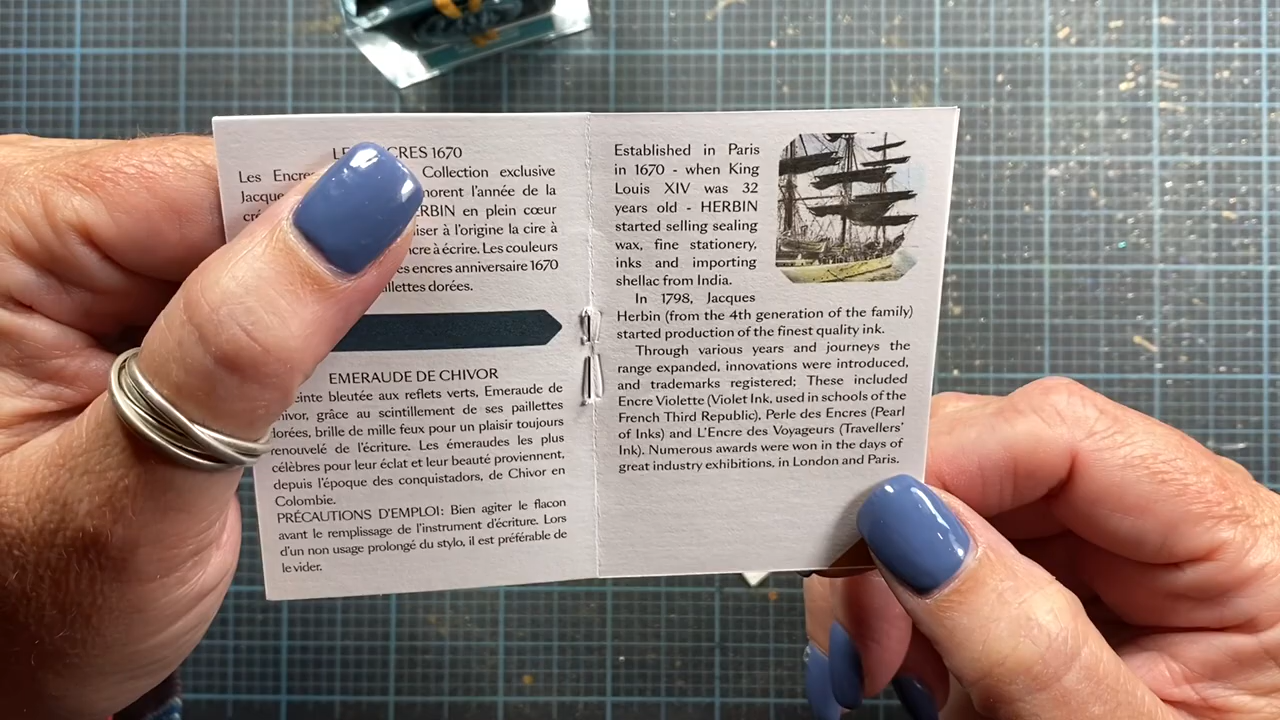 LE CRES 1670
Les Encre Collection exclusive
Jacque morent l'année de la
cré ERBIN en plein cœur
iser à l'origine la cire à
ncre à écrire. Les couleurs
es encres anniversaire 1670
illettes dorées.
EMERAUDE DE CHIVOR
einte bleutée aux reflets verts, Emeraude de
hivor, grâce au scintillement de ses paillettes
dorées, brille de mille feux pour un plaisir toujours
renouvelé de l'écriture. Les émeraudes les plus
célèbres pour leur éclat et leur beauté proviennent,
depuis l'époque des conquistadors, de Chivor en
Colombie.
PRÉCAUTIONS D'EMPLOI: Bien agiter le flacon
avant le remplissage de l'instrument d'écriture. Lors
d'un non usage prolongé du stylo, il est préférable de
le vider.
Established in Paris
in 1670 - when King
Louis XIV was 32
years old - HERBIN
started selling sealing
wax, fine stationery,
inks and importing
shellac from India.
In 1798, Jacques
Herbin (from the 4th generation of the family)
started production of the finest quality ink.
Through various years and journeys the
range expanded, innovations were introduced,
and trademarks registered; These included
Encre Violette (Violet Ink, used in schools of the
French Third Republic), Perle des Encres (Pearl
of Inks) and L'Encre des Voyageurs (Travellers'
Ink). Numerous awards were won in the days of
great industry exhibitions, in London and Paris.